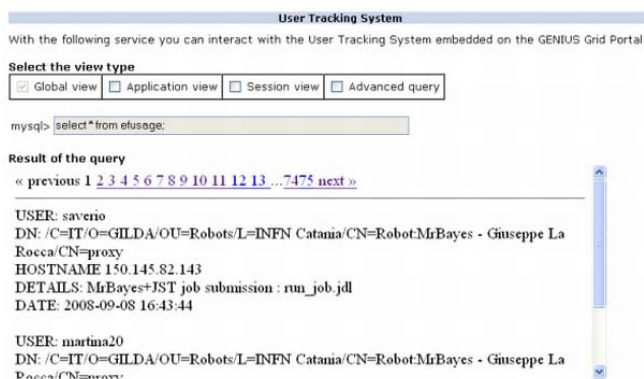 User Tracking System
With the following service you can interact with the User Tracking System embedded on the GENIUS Grid Portal
Select the view type
Global view Application view Session view Advanced query
mysql> select * from efusage;
Result of the query
« previous 1 2 3 4 5 6 7 8 9 10 11 12 13 ...7475 next »
USER: saverio
DN: /C=IT/O=GILDA/OU=Robots/L=INFN Catania/CN=Robot:MrBayes - Giuseppe La
Rocca/CN=proxy
HOSTNAME 150.145.82.143
DETAILS: MrBayes+JST job submission : run_job.jdl
DATE: 2008-09-08 16:43:44
USER: martina20
DN: /C=IT/O=GILDA/OU=Robots/L=INFN Catania/CN=Robot:MrBayes - Giuseppe La
Rocca/CN=proxy